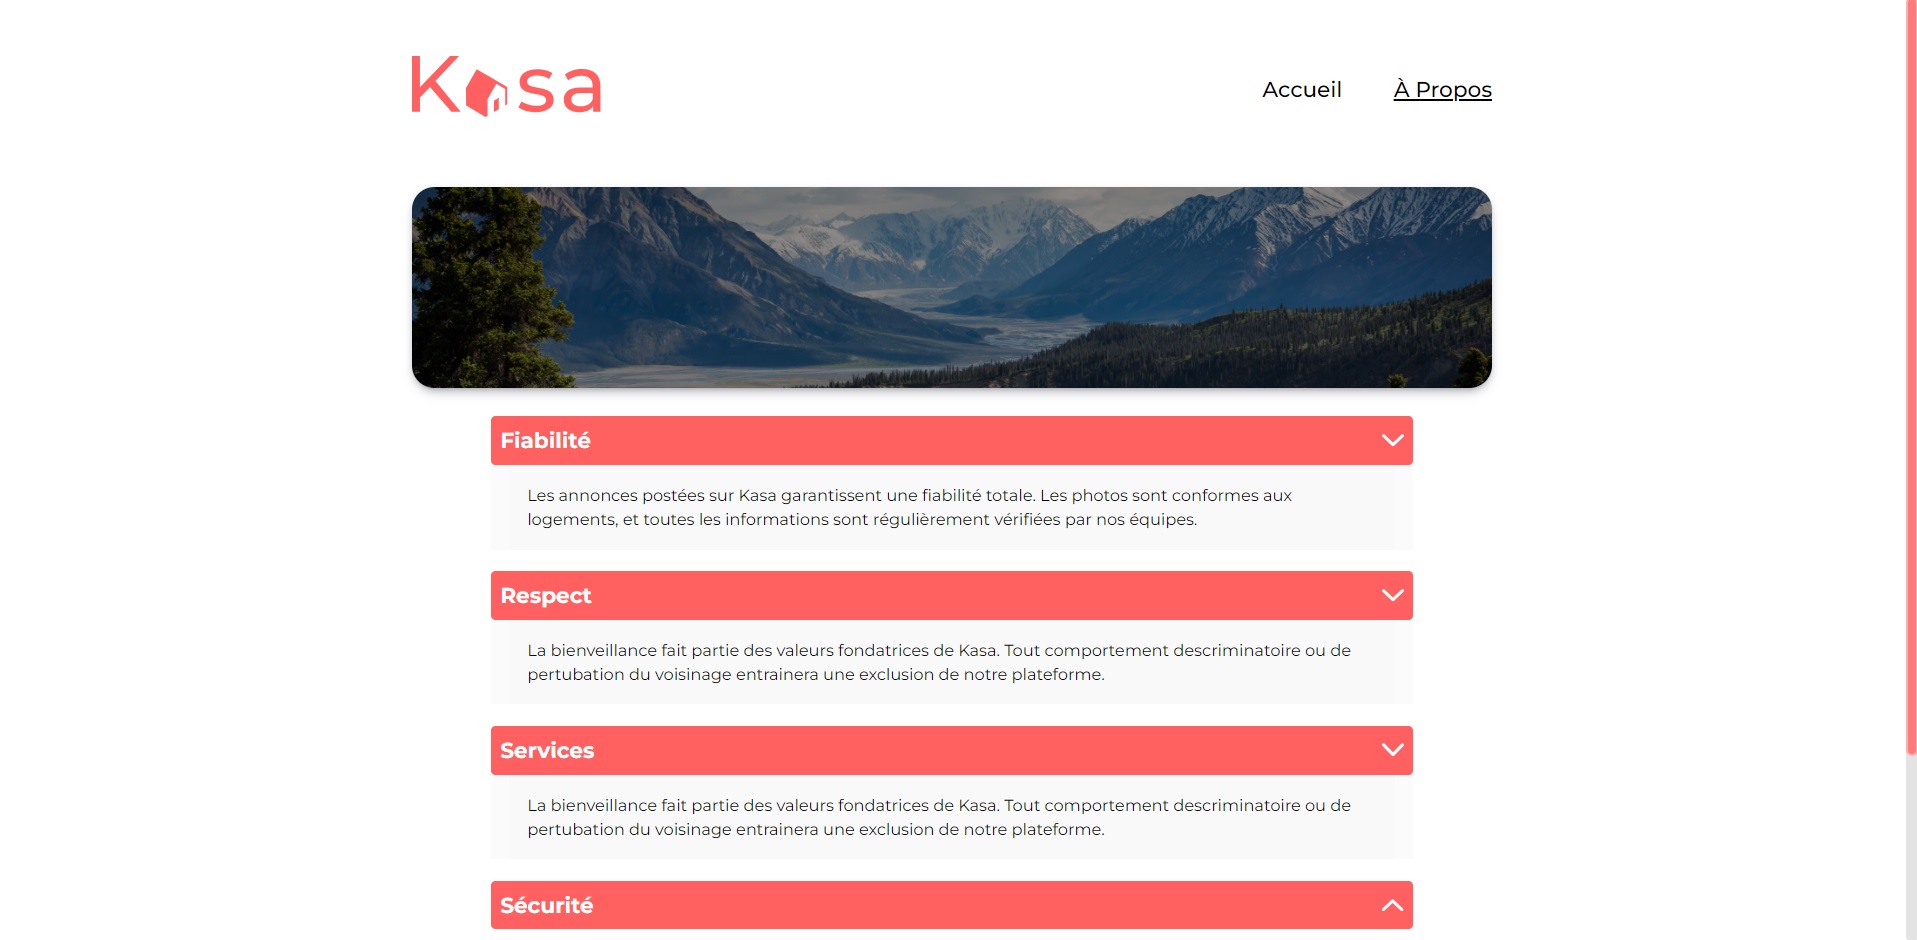 Kasa
Accueil
À Propos
Fiabilité
Les annonces postées sur Kasa garantissent une fiabilité totale. Les photos sont conformes aux
logements, et toutes les informations sont régulièrement vérifiées par nos équipes.
Respect
La bienveillance fait partie des valeurs fondatrices de Kasa. Tout comportement descriminatoire ou de
pertubation du voisinage entrainera une exclusion de notre plateforme.
Services
La bienveillance fait partie des valeurs fondatrices de Kasa. Tout comportement descriminatoire ou de
pertubation du voisinage entrainera une exclusion de notre plateforme.
Sécurité